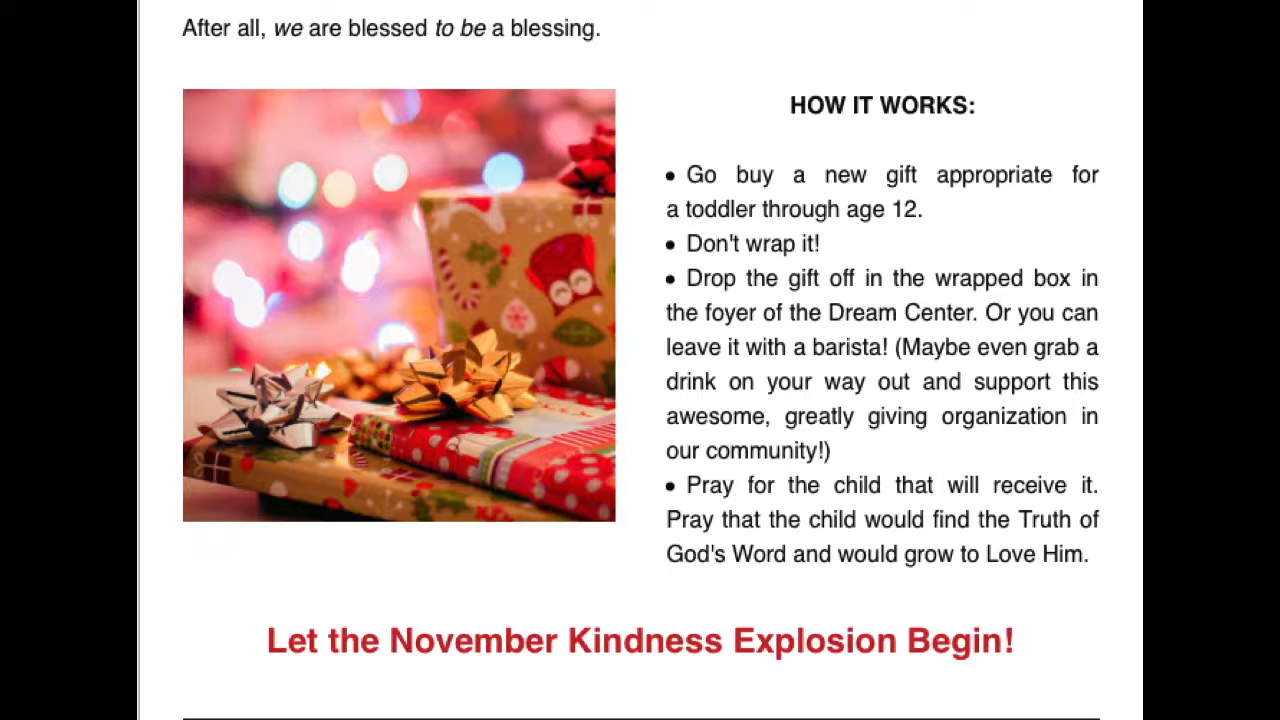 After all, we are blessed to be a blessing.
HOW IT WORKS:
• Go buy a new gift appropriate for
a toddler through age 12.
• Don't wrap it!
• Drop the gift off in the wrapped box in
the foyer of the Dream Center. Or you can
leave it with a barista! (Maybe even grab a
drink on your way out and support this
awesome, greatly giving organization in
our community!)
• Pray for the child that will receive it.
Pray that the child would find the Truth of
God's Word and would grow to Love Him.
Let the November Kindness Explosion Begin!